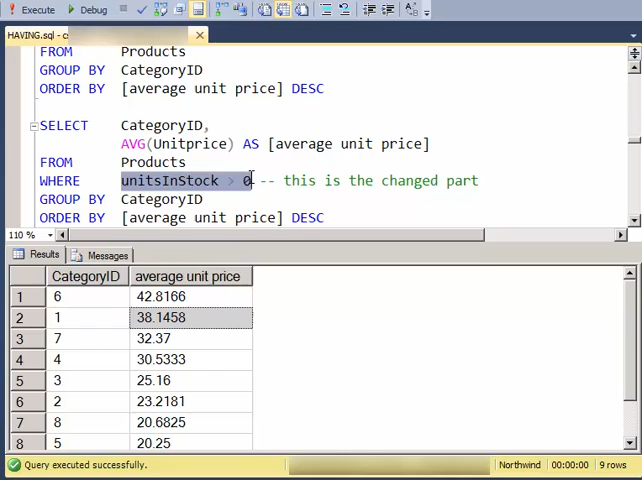 Execute Debug
HAVING.sql - cs
FROM Products
GROUP BY CategoryID
ORDER BY [average unit price] DESC
SELECT CategoryID,
AVG(Unitprice) AS [average unit price]
FROM Products
WHERE unitsInStock > 0 -- this is the changed part
GROUP BY CategoryID
ORDER BY [average unit price] DESC
110 %
Results Messages
CategoryID average unit price
1 6 42.8166
2 1 38.1458
3 7 32.37
4 4 30.5333
5 3 25.16
6 2 23.2181
7 8 20.6825
8 5 20.25
Query executed successfully. Northwind 00:00:00 9 rows